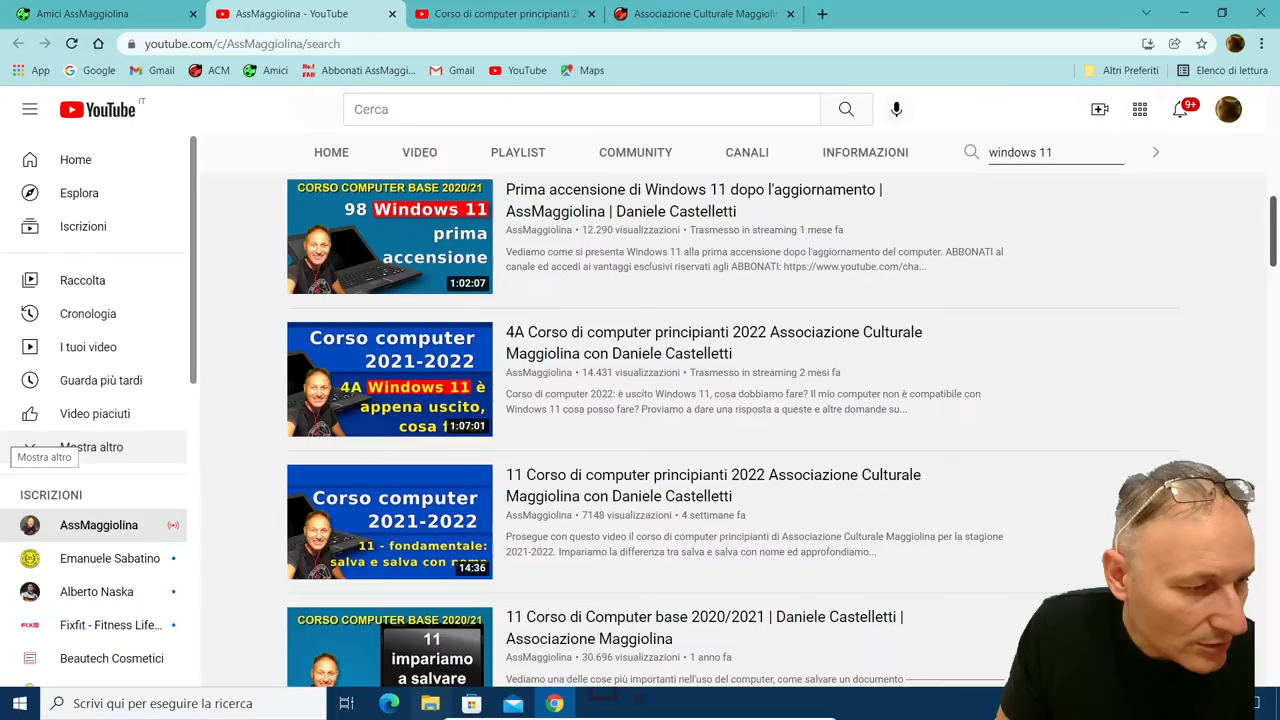 Amici AssMaggiolina
AssMaggiolina - YouTube
Corso di computer principianti 2
Associazione Culturale Maggiolin
youtube.com/c/AssMaggiolina/search
App
Google
Gmail
ACM
Amici
No.1 FAN
Abbonati AssMaggi...
Gmail
YouTube
Maps
Altri Preferiti
Elenco di lettura
YouTube IT
Cerca
9+
HOME
VIDEO
PLAYLIST
COMMUNITY
CANALI
INFORMAZIONI
windows 11
Home
Esplora
Iscrizioni
Raccolta
Cronologia
I tuoi video
Guarda più tardi
Video piaciuti
Mostra altro
Mostra altro
ISCRIZIONI
AssMaggiolina
Emanuele Sabatino
Alberto Naska
FIXS
Fixfit - Fitness Life...
Beautech Cosmetici
CORSO COMPUTER BASE 2020/21
98 Windows 11
prima
accensione
1:02:07
Prima accensione di Windows 11 dopo l'aggiornamento |
AssMaggiolina | Daniele Castelletti
AssMaggiolina • 12.290 visualizzazioni • Trasmesso in streaming 1 mese fa
Vediamo come si presenta Windows 11 alla prima accensione dopo l'aggiornamento del computer. ABBONATI al
canale ed accedi ai vantaggi esclusivi riservati agli ABBONATI: https://www.youtube.com/cha...
Corso computer
2021-2022
4A Windows 11 è
appena uscito,
cosa f
1:07:01
4A Corso di computer principianti 2022 Associazione Culturale
Maggiolina con Daniele Castelletti
AssMaggiolina • 14.431 visualizzazioni • Trasmesso in streaming 2 mesi fa
Corso di computer 2022: è uscito Windows 11, cosa dobbiamo fare? Il mio computer non è compatibile con
Windows 11 cosa posso fare? Proviamo a dare una risposta a queste e altre domande su...
Corso computer
2021-2022
11 - fondamentale:
salva e salva con nome
14:36
11 Corso di computer principianti 2022 Associazione Culturale
Maggiolina con Daniele Castelletti
AssMaggiolina • 7148 visualizzazioni • 4 settimane fa
Prosegue con questo video il corso di computer principianti di Associazione Culturale Maggiolina per la stagione
2021-2022. Impariamo la differenza tra salva e salva con nome ed approfondiamo...
CORSO COMPUTER BASE 2020/21
11
impariamo
a salvare
11 Corso di Computer base 2020/2021 | Daniele Castelletti |
Associazione Maggiolina
AssMaggiolina • 30.696 visualizzazioni • 1 anno fa
Vediamo una delle cose più importanti nell'uso del computer, come salvare un documento
Scrivi qui per eseguire la ricerca